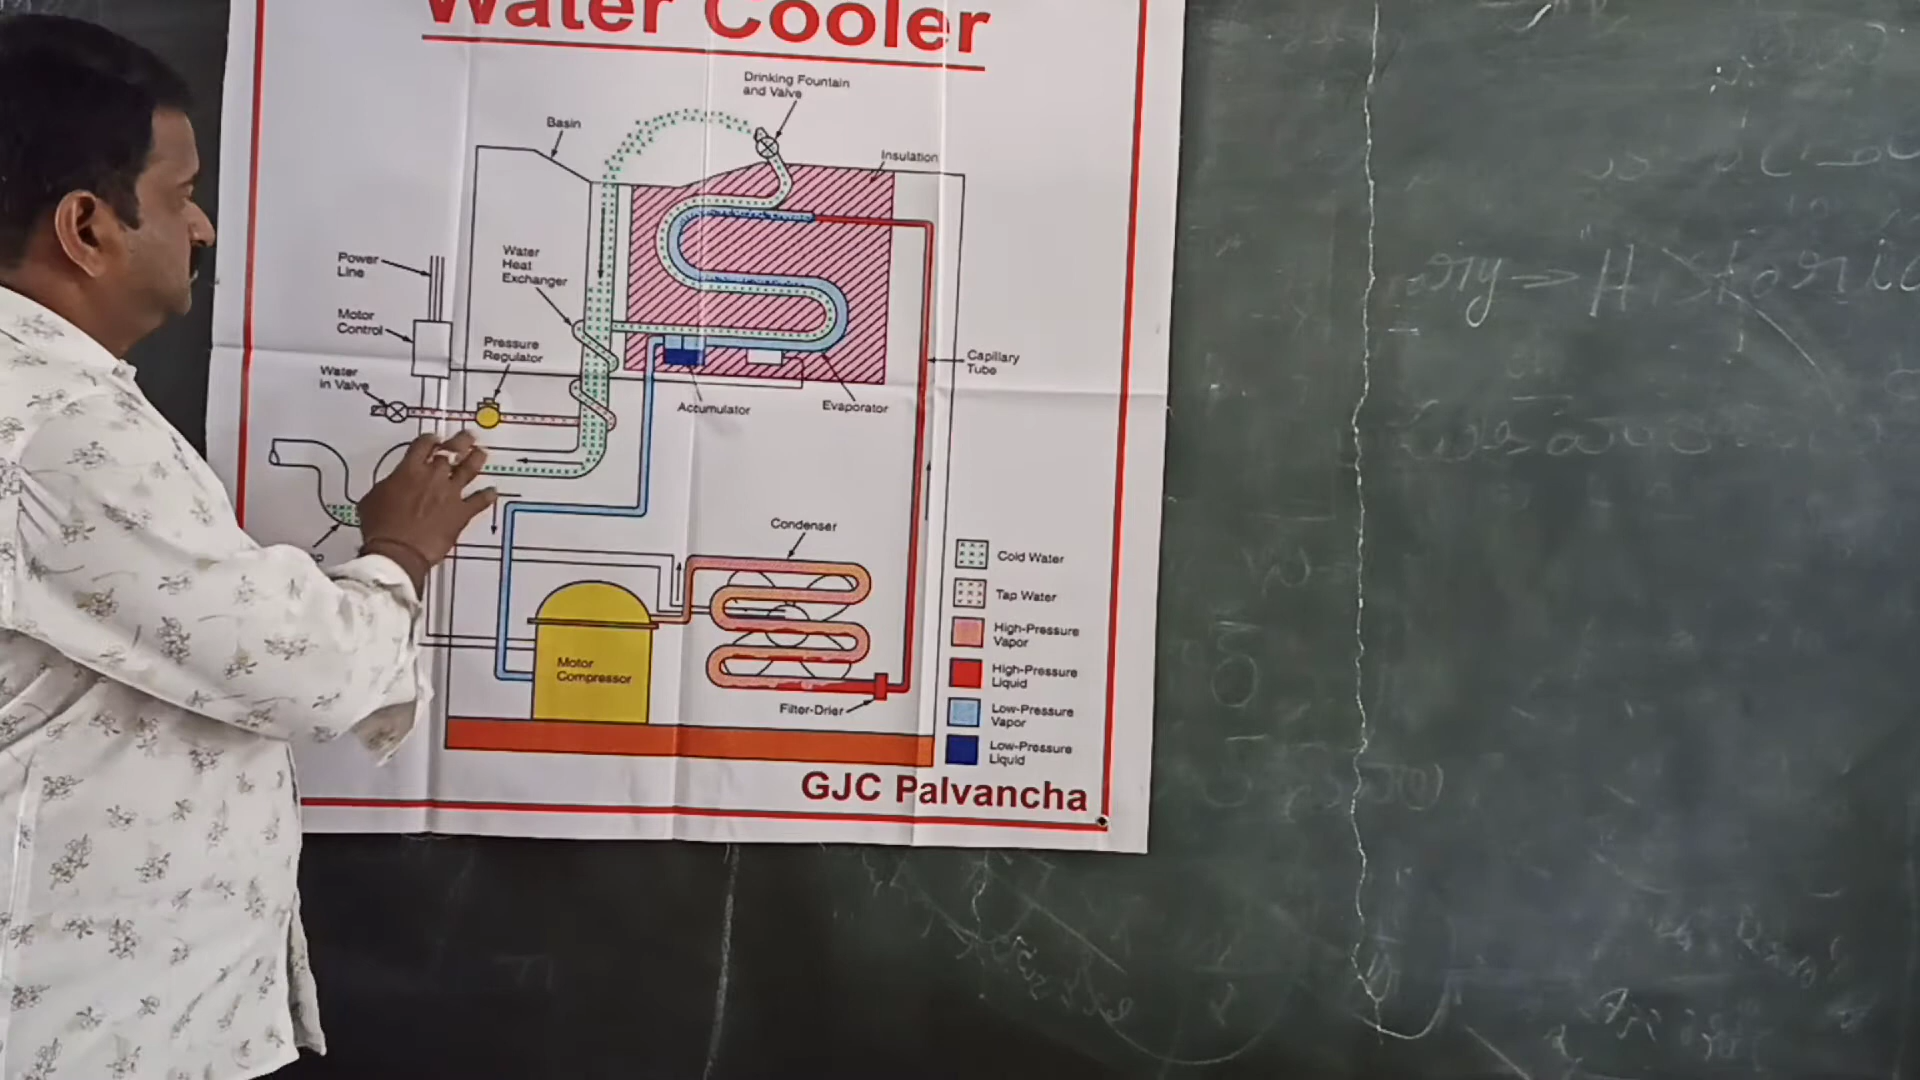 Water Cooler
Drinking Fountain
and Valve
Basin
Insulation
Power
Line
Water
Heat
Exchanger
Motor
Control
Pressure
Regulator
Water
in Valve
Capillary
Tube
Accumulator
Evaporator
Condenser
Motor
Compressor
Filter-Drier
Cold Water
Tap Water
High-Pressure
Vapor
High-Pressure
Liquid
Low-Pressure
Vapor
Low-Pressure
Liquid
GJC Palvancha